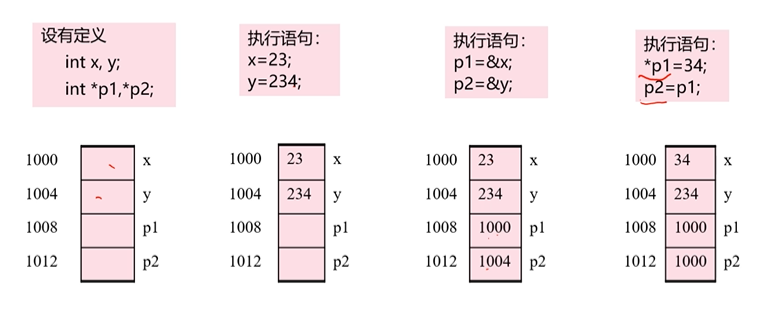 设有定义
int x, y;
int *p1,*p2;
执行语句：
x=23;
y=234;
执行语句：
p1=&x;
p2=&y;
执行语句：
*p1=34;
p2=p1;
1000 x
1004 y
1008 p1
1012 p2
1000 23 x
1004 234 y
1008 p1
1012 p2
1000 23 x
1004 234 y
1008 1000 p1
1012 1004 p2
1000 34 x
1004 234 y
1008 1000 p1
1012 1000 p2